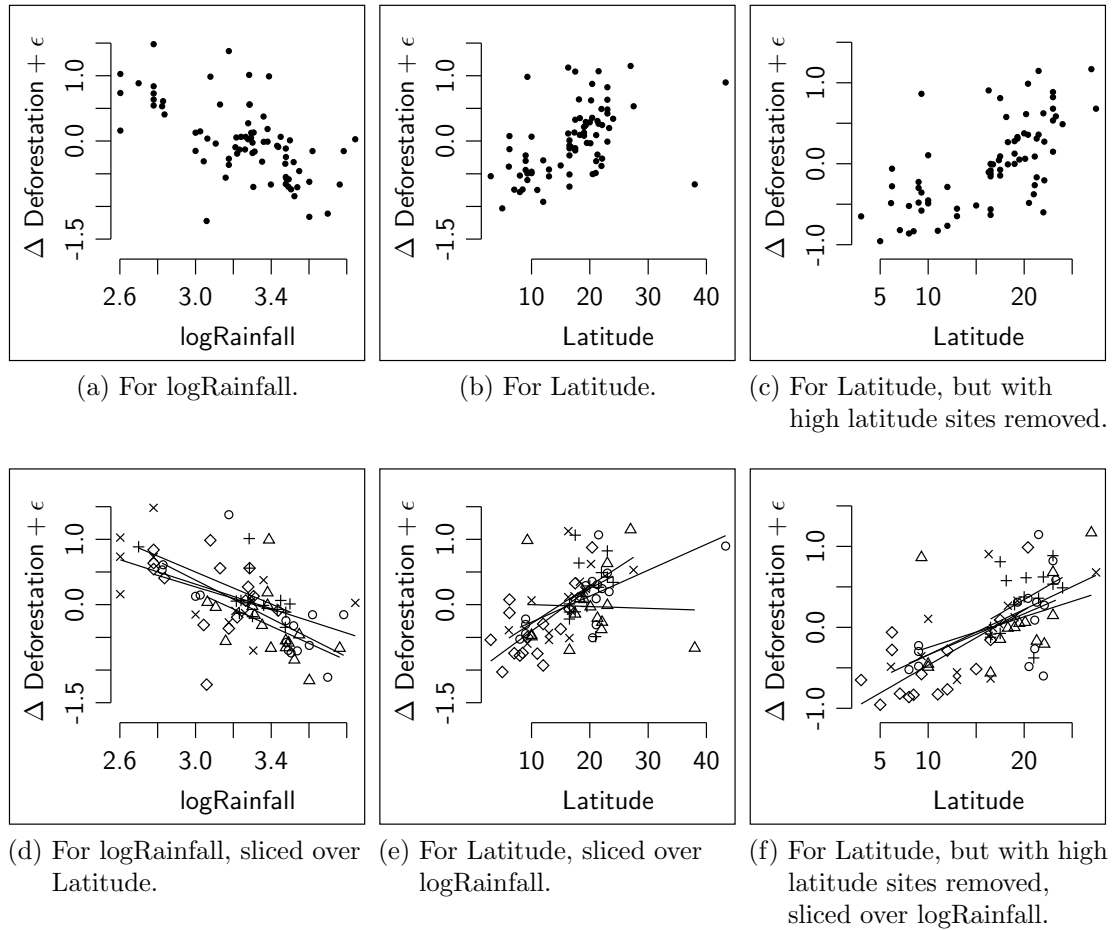 Δ Deforestation + ϵ
1.0
0.0
-1.5
2.6 3.0 3.4
logRainfall
(a) For logRainfall.
Δ Deforestation + ϵ
1.0
0.0
-1.5
10 20 30 40
Latitude
(b) For Latitude.
Δ Deforestation + ϵ
1.0
0.0
-1.0
5 10 20
Latitude
(c) For Latitude, but with
high latitude sites removed.
Δ Deforestation + ϵ
1.0
0.0
-1.5
2.6 3.0 3.4
logRainfall
(d) For logRainfall, sliced over
Latitude.
Δ Deforestation + ϵ
1.0
0.0
-1.5
10 20 30 40
Latitude
(e) For Latitude, sliced over
logRainfall.
Δ Deforestation + ϵ
1.0
0.0
-1.0
5 10 20
Latitude
(f) For Latitude, but with high
latitude sites removed,
sliced over logRainfall.